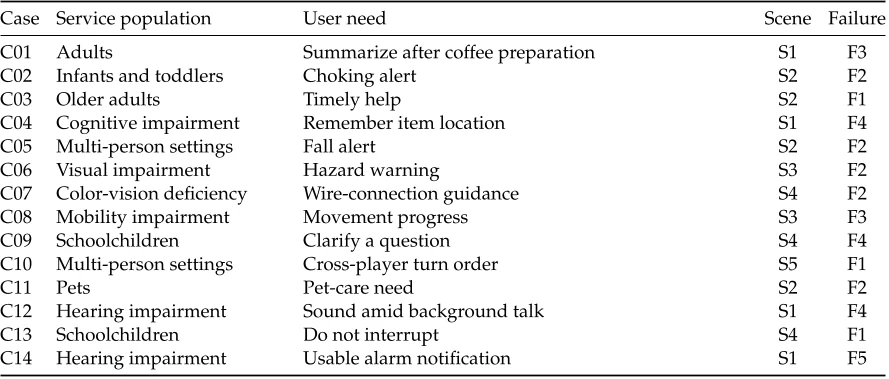 Case Service population User need Scene Failure
C01 Adults Summarize after coffee preparation S1 F3
C02 Infants and toddlers Choking alert S2 F2
C03 Older adults Timely help S2 F1
C04 Cognitive impairment Remember item location S1 F4
C05 Multi-person settings Fall alert S2 F2
C06 Visual impairment Hazard warning S3 F2
C07 Color-vision deficiency Wire-connection guidance S4 F2
C08 Mobility impairment Movement progress S3 F3
C09 Schoolchildren Clarify a question S4 F4
C10 Multi-person settings Cross-player turn order S5 F1
C11 Pets Pet-care need S2 F2
C12 Hearing impairment Sound amid background talk S1 F4
C13 Schoolchildren Do not interrupt S4 F1
C14 Hearing impairment Usable alarm notification S1 F5